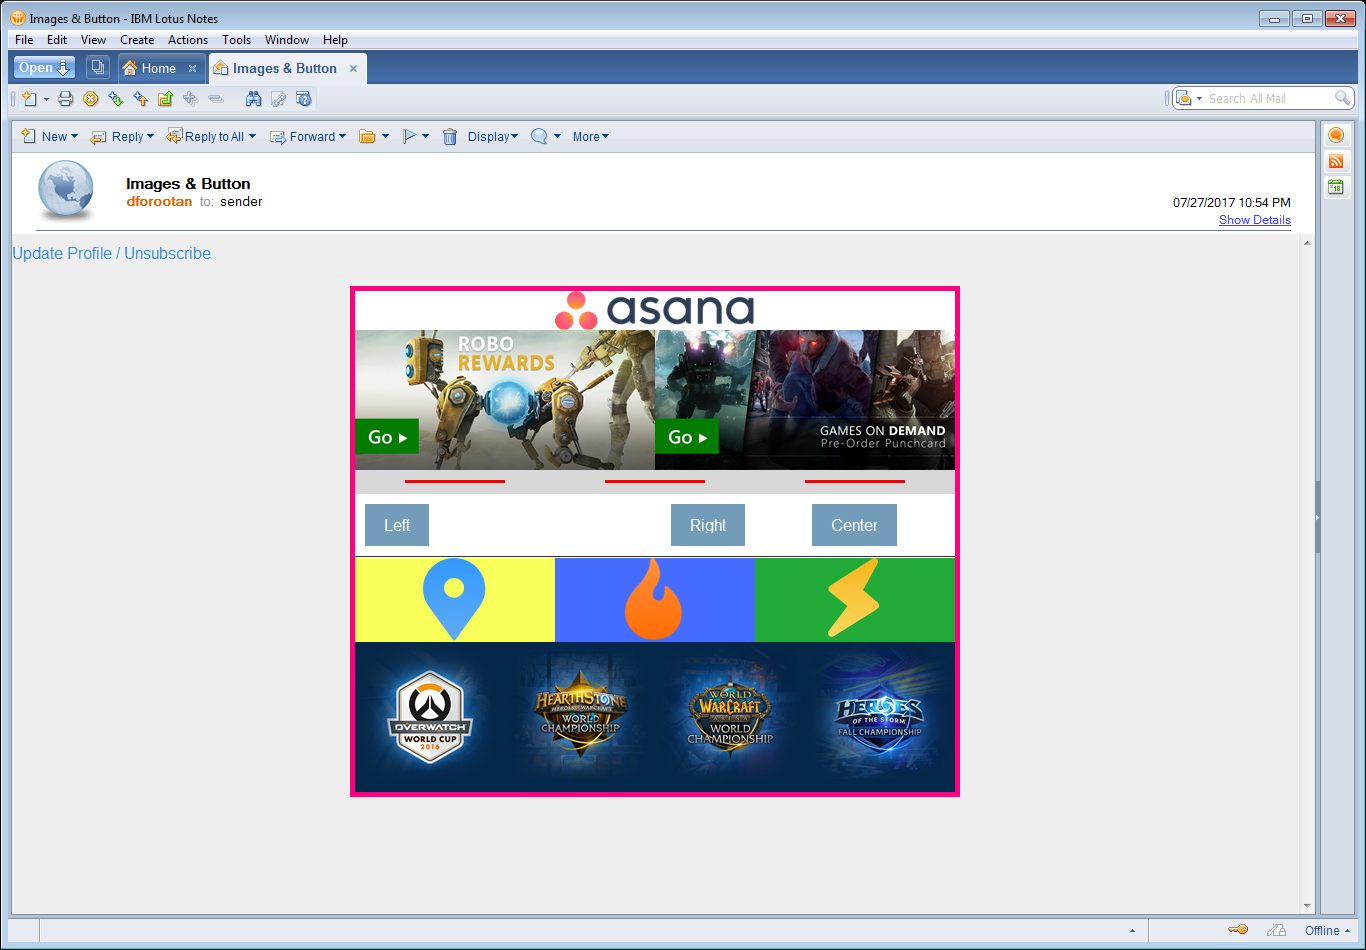 Images & Button - IBM Lotus Notes
File Edit View Create Actions Tools Window Help
Open Home Images & Button
Search All Mail
New Reply Reply to All Forward Display More
Images & Button
dforootan to: sender
07/27/2017 10:54 PM
Show Details
18
Update Profile / Unsubscribe
asana
ROBO
REWARDS
Go
Go
GAMES ON DEMAND
Pre-Order Punchcard
Left Right Center
OVERWATCH
WORLD CUP
2016
HEARTHSTONE
HEROES OF WARCRAFT
WORLD
CHAMPIONSHIP
WORLD
WARCRAFT
WORLD
CHAMPIONSHIP
HEROES
OF THE STORM
FALL CHAMPIONSHIP
Offline